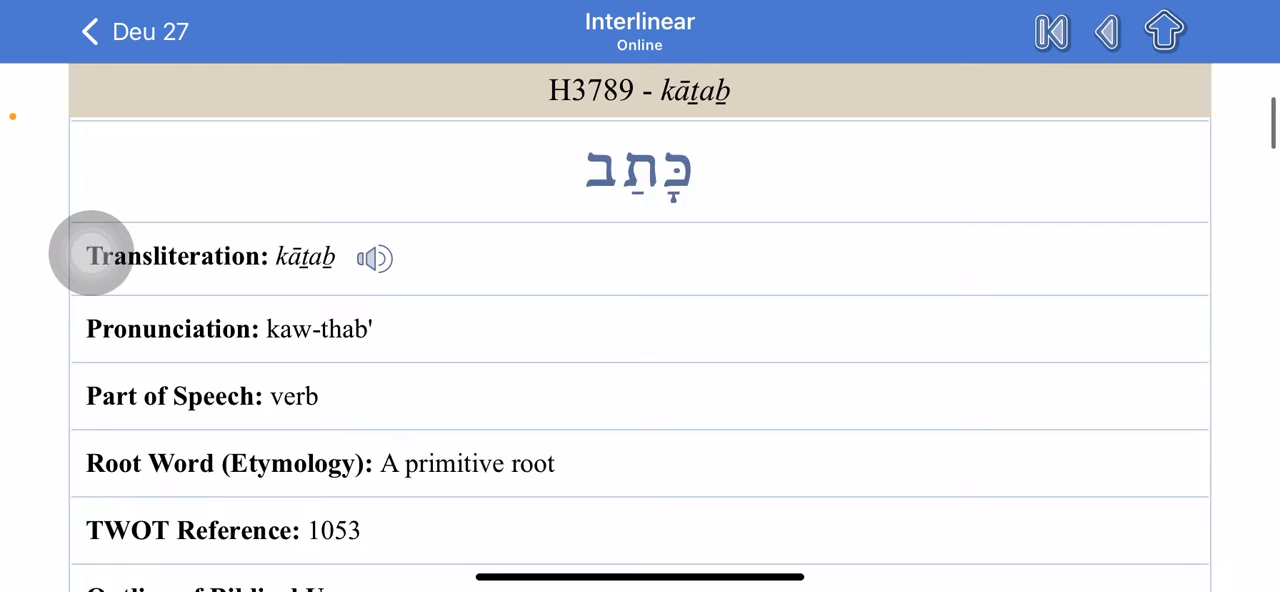 Deu 27
Interlinear
Online
H3789 - kāṯaḇ
כָּתַב
Transliteration: kāṯaḇ
Pronunciation: kaw-thab'
Part of Speech: verb
Root Word (Etymology): A primitive root
TWOT Reference: 1053